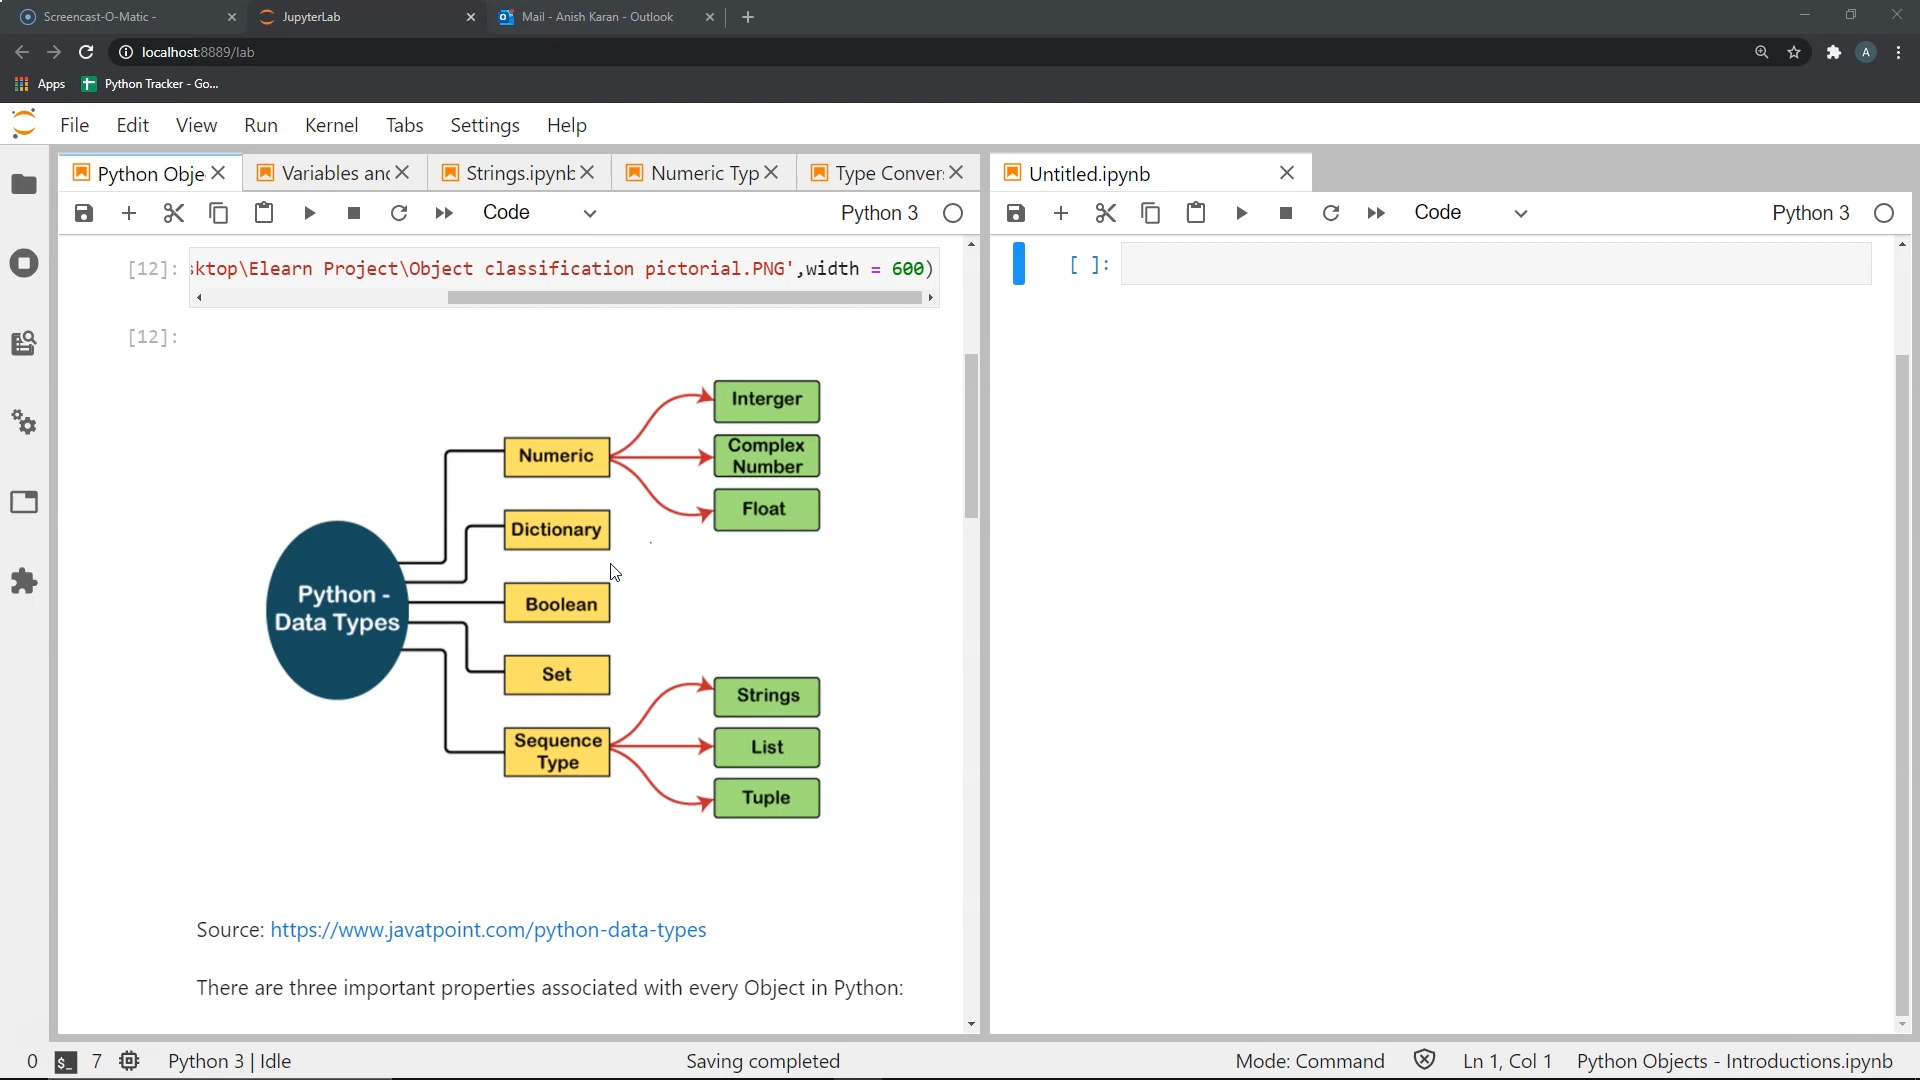 Screencast-O-Matic -
JupyterLab
Mail - Anish Karan - Outlook
localhost:8889/lab
A
Apps
Python Tracker - Go...
File Edit View Run Kernel Tabs Settings Help
Python Obje
Variables an
Strings.ipynb
Numeric Typ
Type Conver
Untitled.ipynb
Code
Python 3
Code
Python 3
[12]:
ktop\Elearn Project\Object classification pictorial.PNG',width = 600)
[ ]:
[12]:
Interger
Numeric
Complex
Number
Float
Dictionary
Python -
Data Types
Boolean
Set
Strings
Sequence
Type
List
Tuple
Source: https://www.javatpoint.com/python-data-types
There are three important properties associated with every Object in Python:
0
$_
7
Python 3 | Idle
Saving completed
Mode: Command
Ln 1, Col 1
Python Objects - Introductions.ipynb